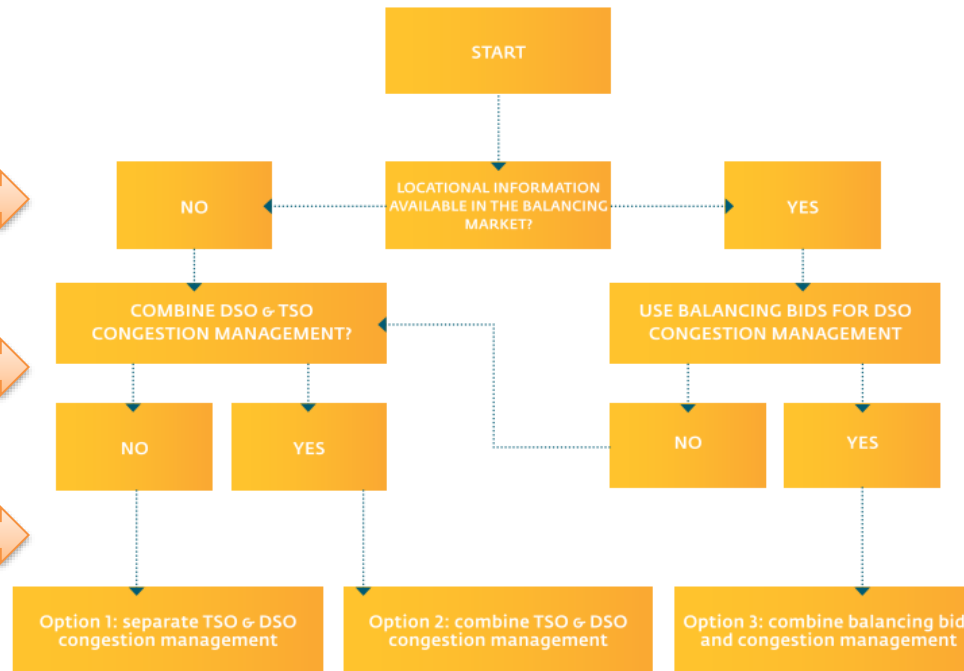 START
NO
LOCATIONAL INFORMATION
AVAILABLE IN THE BALANCING
MARKET?
YES
COMBINE DSO & TSO
CONGESTION MANAGEMENT?
USE BALANCING BIDS FOR DSO
CONGESTION MANAGEMENT
NO
YES
NO
YES
Option 1: separate TSO & DSO
congestion management
Option 2: combine TSO & DSO
congestion management
Option 3: combine balancing bid
and congestion management